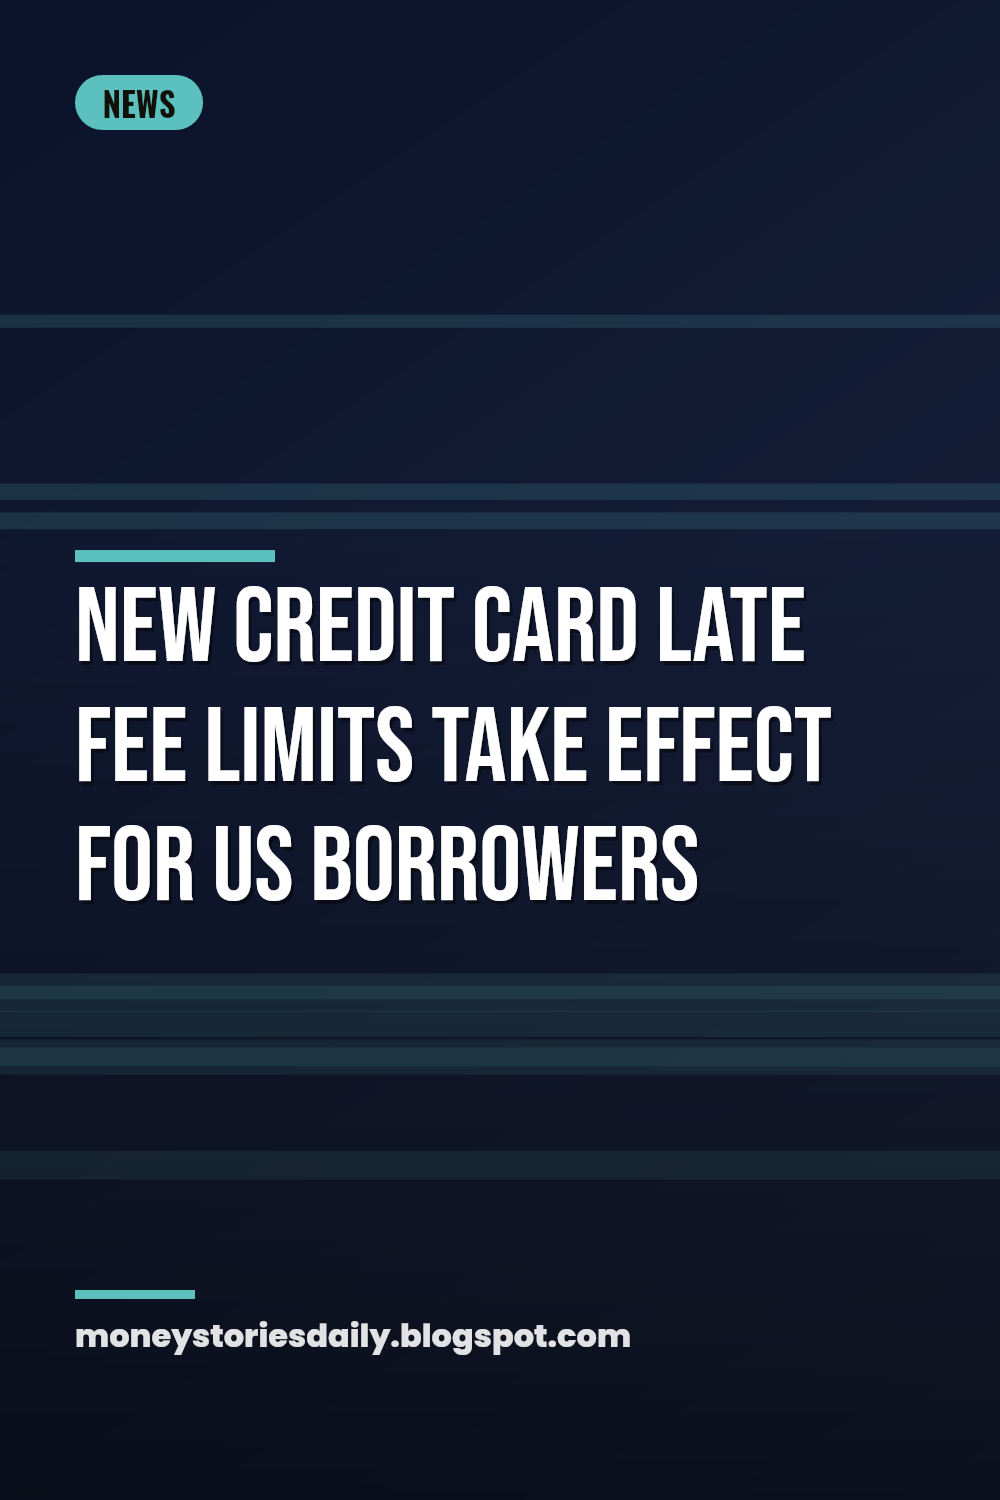 NEWS
NEW CREDIT CARD LATE
FEE LIMITS TAKE EFFECT
FOR US BORROWERS
moneystoriesdaily.blogspot.com